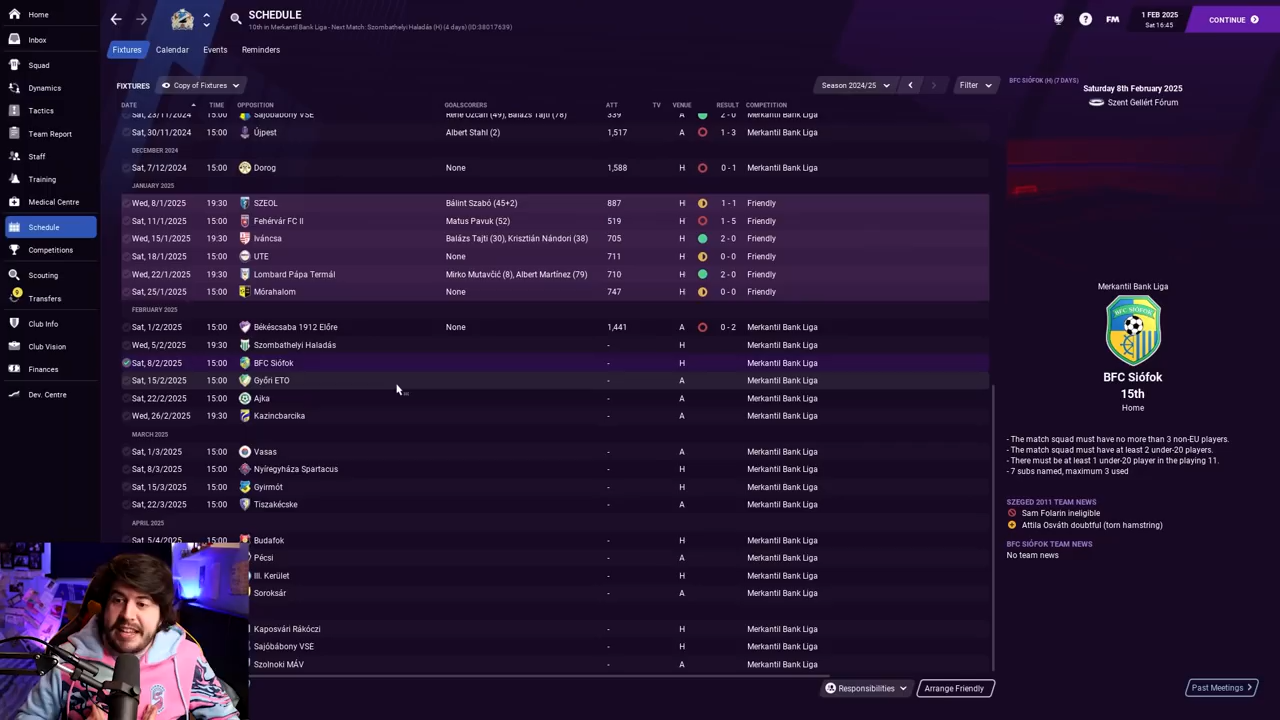 Home
Inbox
Squad
Dynamics
Tactics
Team Report
Staff
Training
Medical Centre
Schedule
Competitions
Scouting
9
Transfers
Club Info
Club Vision
Finances
Dev. Centre
SCHEDULE
10th in Merkantil Bank Liga - Next Match: Szombathelyi Haladás (H) (4 days) (ID:38017639)
FM
1 FEB 2025
Sat 16:45
CONTINUE
Fixtures Calendar Events Reminders
FIXTURES Copy of Fixtures Season 2024/25 Filter
DATE TIME OPPOSITION GOALSCORERS ATT TV VENUE RESULT COMPETITION
Sat, 23/11/2024 15:00 Sajóbábony VSE René Özcan (49), Balázs Tajti (78) 339 A 2 - 0 Merkantil Bank Liga
Sat, 30/11/2024 15:00 Újpest Albert Stahl (2) 1,517 A 1 - 3 Merkantil Bank Liga
DECEMBER 2024
Sat, 7/12/2024 15:00 Dorog None 1,588 H 0 - 1 Merkantil Bank Liga
JANUARY 2025
Wed, 8/1/2025 19:30 SZEOL Bálint Szabó (45+2) 887 H 1 - 1 Friendly
Sat, 11/1/2025 15:00 Fehérvár FC II Matus Pavuk (52) 519 H 1 - 5 Friendly
Wed, 15/1/2025 19:30 Iváncsa Balázs Tajti (30), Krisztián Nándori (38) 705 H 2 - 0 Friendly
Sat, 18/1/2025 15:00 UTE None 711 H 0 - 0 Friendly
Wed, 22/1/2025 19:30 Lombard Pápa Termál Mirko Mutavčić (8), Albert Martínez (79) 710 H 2 - 0 Friendly
Sat, 25/1/2025 15:00 Mórahalom None 747 H 0 - 0 Friendly
FEBRUARY 2025
Sat, 1/2/2025 15:00 Békéscsaba 1912 Előre None 1,441 A 0 - 2 Merkantil Bank Liga
Wed, 5/2/2025 19:30 Szombathelyi Haladás - H Merkantil Bank Liga
Sat, 8/2/2025 15:00 BFC Siófok - H Merkantil Bank Liga
Sat, 15/2/2025 15:00 Győri ETO - A Merkantil Bank Liga
Sat, 22/2/2025 15:00 Ajka - H Merkantil Bank Liga
Wed, 26/2/2025 19:30 Kazincbarcika - A Merkantil Bank Liga
MARCH 2025
Sat, 1/3/2025 15:00 Vasas - A Merkantil Bank Liga
Sat, 8/3/2025 15:00 Nyíregyháza Spartacus - H Merkantil Bank Liga
Sat, 15/3/2025 15:00 Gyirmót - H Merkantil Bank Liga
Sat, 22/3/2025 15:00 Tiszakécske - A Merkantil Bank Liga
APRIL 2025
Sat, 5/4/2025 15:00 Budafok - H Merkantil Bank Liga
Pécsi - A Merkantil Bank Liga
III. Kerület - H Merkantil Bank Liga
Soroksár - A Merkantil Bank Liga
Kaposvári Rákóczi - H Merkantil Bank Liga
Sajóbábony VSE - H Merkantil Bank Liga
Szolnoki MÁV - A Merkantil Bank Liga
Responsibilities Arrange Friendly
BFC SIÓFOK (H) (7 DAYS)
Saturday 8th February 2025
Szent Gellért Fórum
Merkantil Bank Liga
BFC SIÓFOK
BFC Siófok
15th
Home
- The match squad must have no more than 3 non-EU players.
- The match squad must have at least 2 under-20 players.
- There must be at least 1 under-20 player in the playing 11.
- 7 subs named, maximum 3 used
SZEGED 2011 TEAM NEWS
Sam Folarin ineligible
Attila Osváth doubtful (torn hamstring)
BFC SIÓFOK TEAM NEWS
No team news
Past Meetings